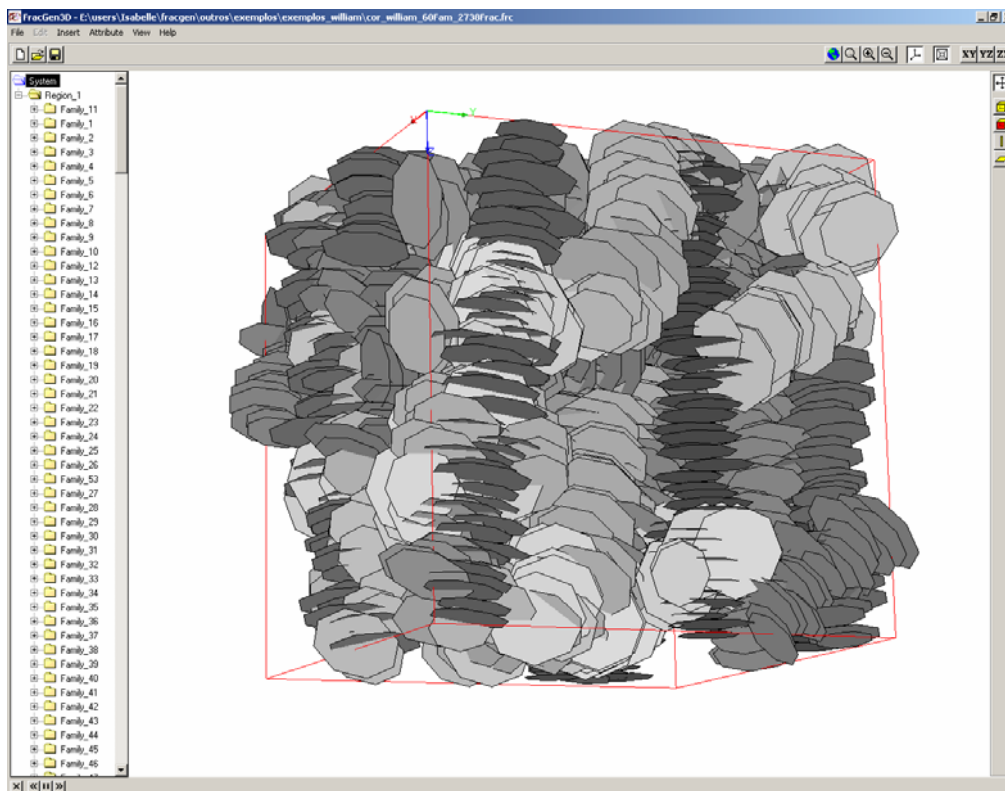 FracGen3D - E:\users\Isabelle\fracgen\outros\exemplos\exemplos_william\cor_william_60Fam_2730Frac.frc
File Edit Insert Attribute View Help
XY YZ
System
Region_1
Family_11
Family_1
Family_2
Family_3
Family_4
Family_5
Family_6
Family_7
Family_8
Family_9
Family_10
Family_12
Family_13
Family_14
Family_15
Family_16
Family_17
Family_18
Family_19
Family_20
Family_21
Family_22
Family_23
Family_24
Family_25
Family_26
Family_53
Family_27
Family_28
Family_29
Family_30
Family_31
Family_32
Family_33
Family_34
Family_35
Family_36
Family_37
Family_38
Family_39
Family_40
Family_41
Family_42
Family_43
Family_44
Family_45
Family_46
Y